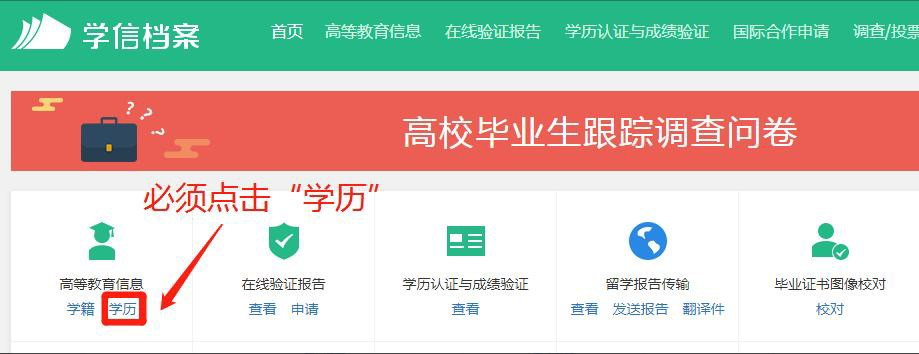 学信档案 首页 高等教育信息 在线验证报告 学历认证与成绩验证 国际合作申请 调查/投票
? ? ?
高校毕业生跟踪调查问卷
必须点击“学历”
高等教育信息 在线验证报告 学历认证与成绩验证 留学报告传输 毕业证书图像校对
学籍 学历 查看 申请 查看 查看 发送报告 翻译件 校对